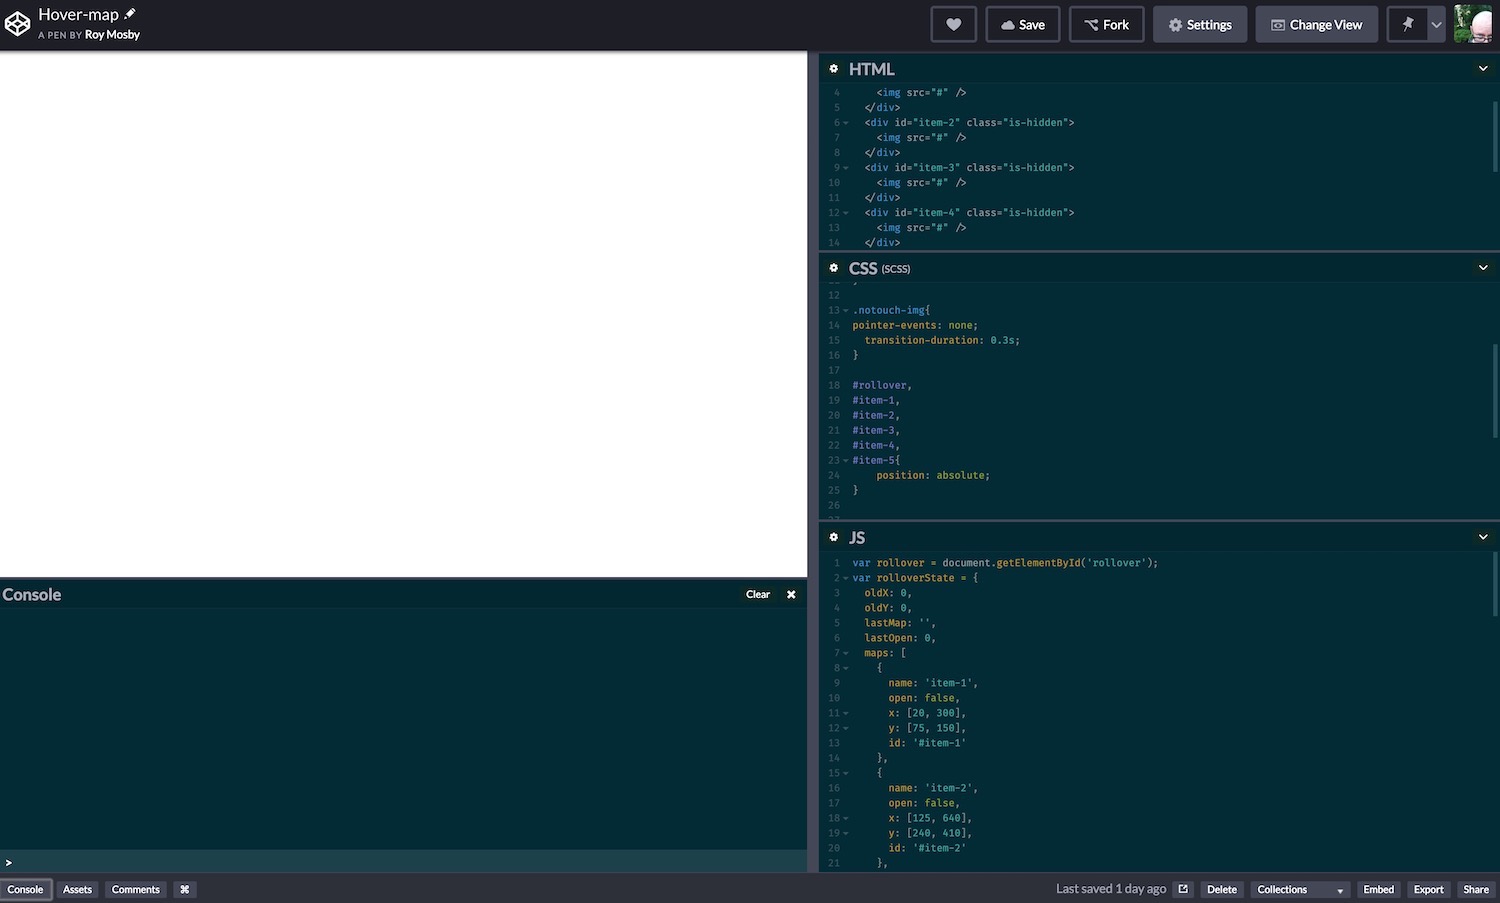 Hover-map
A PEN BY Roy Mosby
Save
Fork
Settings
Change View
HTML
4 <img src="#" />
5 </div>
6 <div id="item-2" class="is-hidden">
7 <img src="#" />
8 </div>
9 <div id="item-3" class="is-hidden">
10 <img src="#" />
11 </div>
12 <div id="item-4" class="is-hidden">
13 <img src="#" />
14 </div>
CSS (SCSS)
12
13 .notouch-img{
14 pointer-events: none;
15 transition-duration: 0.3s;
16 }
17
18 #rollover,
19 #item-1,
20 #item-2,
21 #item-3,
22 #item-4,
23 #item-5{
24 position: absolute;
25 }
26
JS
1 var rollover = document.getElementById('rollover');
2 var rolloverState = {
3 oldX: 0,
4 oldY: 0,
5 lastMap: '',
6 lastOpen: 0,
7 maps: [
8 {
9 name: 'item-1',
10 open: false,
11 x: [20, 300],
12 y: [75, 150],
13 id: '#item-1'
14 },
15 {
16 name: 'item-2',
17 open: false,
18 x: [125, 640],
19 y: [240, 410],
20 id: '#item-2'
21 },
Console
Clear
>
Console
Assets
Comments
⌘
Last saved 1 day ago
Delete
Collections
Embed
Export
Share